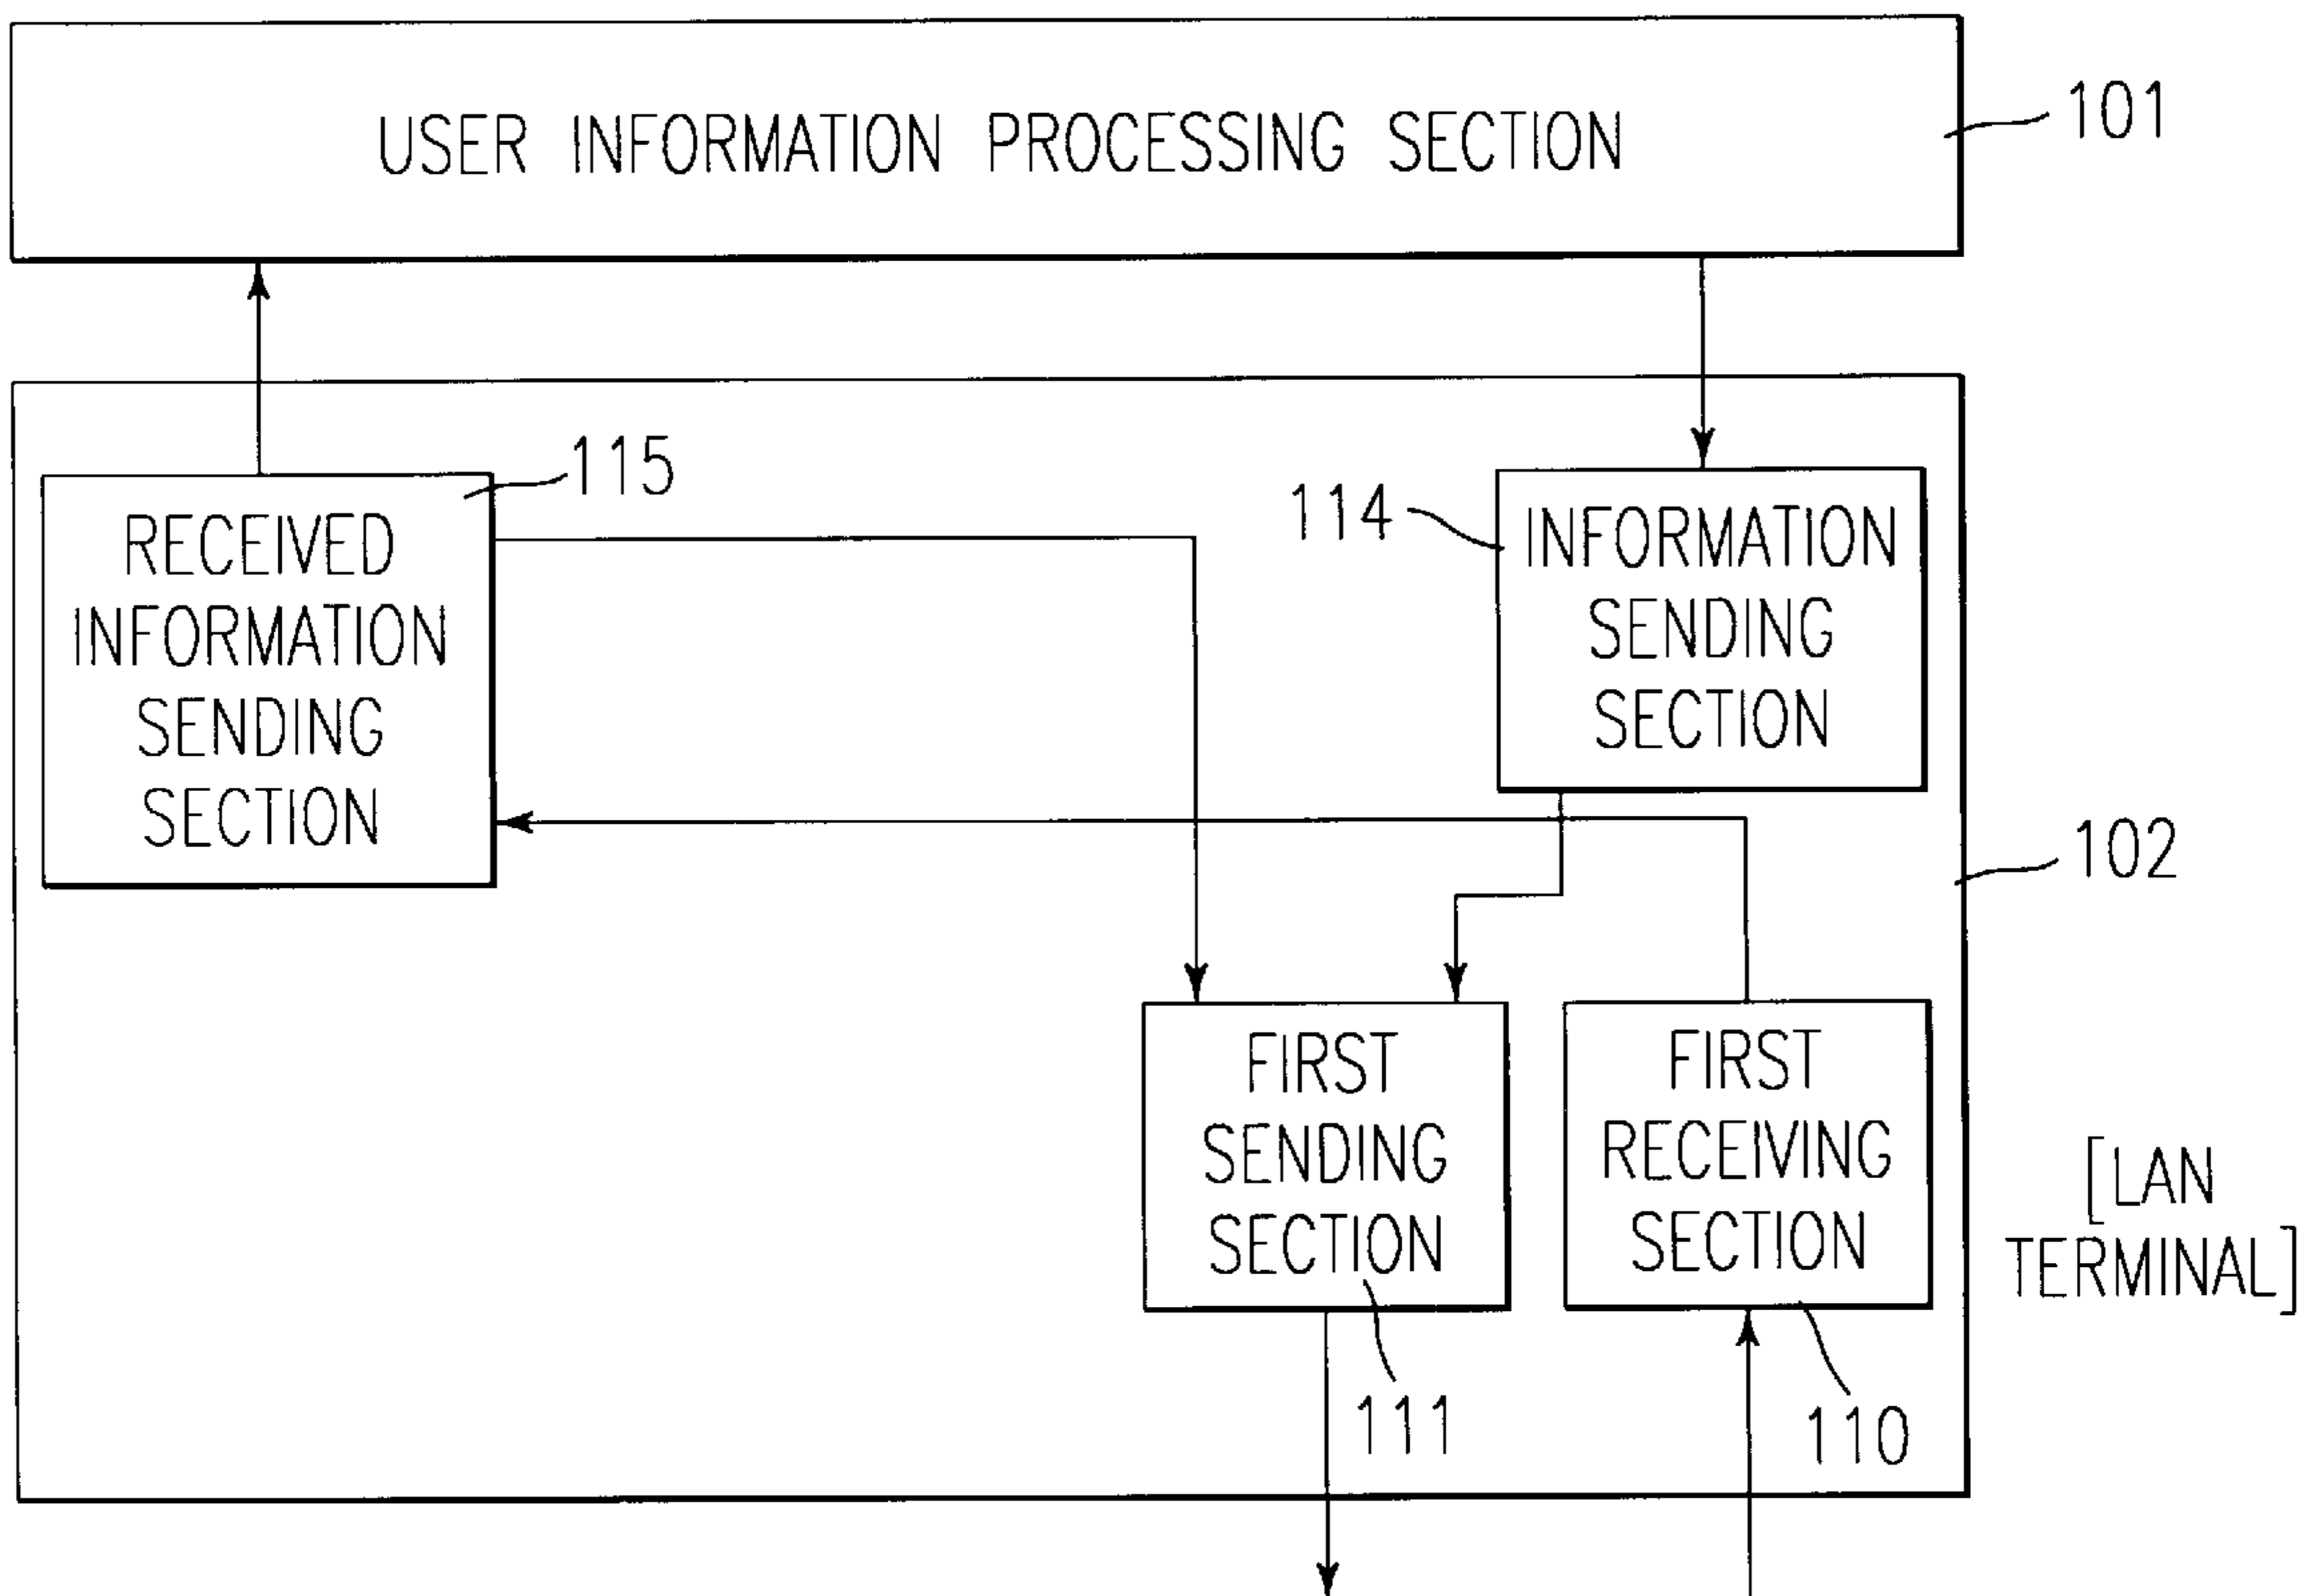 USER INFORMATION PROCESSING SECTION
101
115
RECEIVED
INFORMATION
SENDING
SECTION
114
INFORMATION
SENDING
SECTION
102
FIRST
SENDING
SECTION
111
FIRST
RECEIVING
SECTION
110
[LAN
TERMINAL]